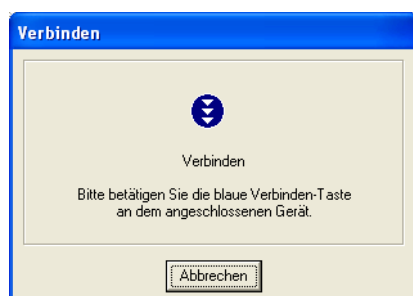 Verbinden
Verbinden
Bitte betätigen Sie die blaue Verbinden-Taste
an dem angeschlossenen Gerät.
Abbrechen